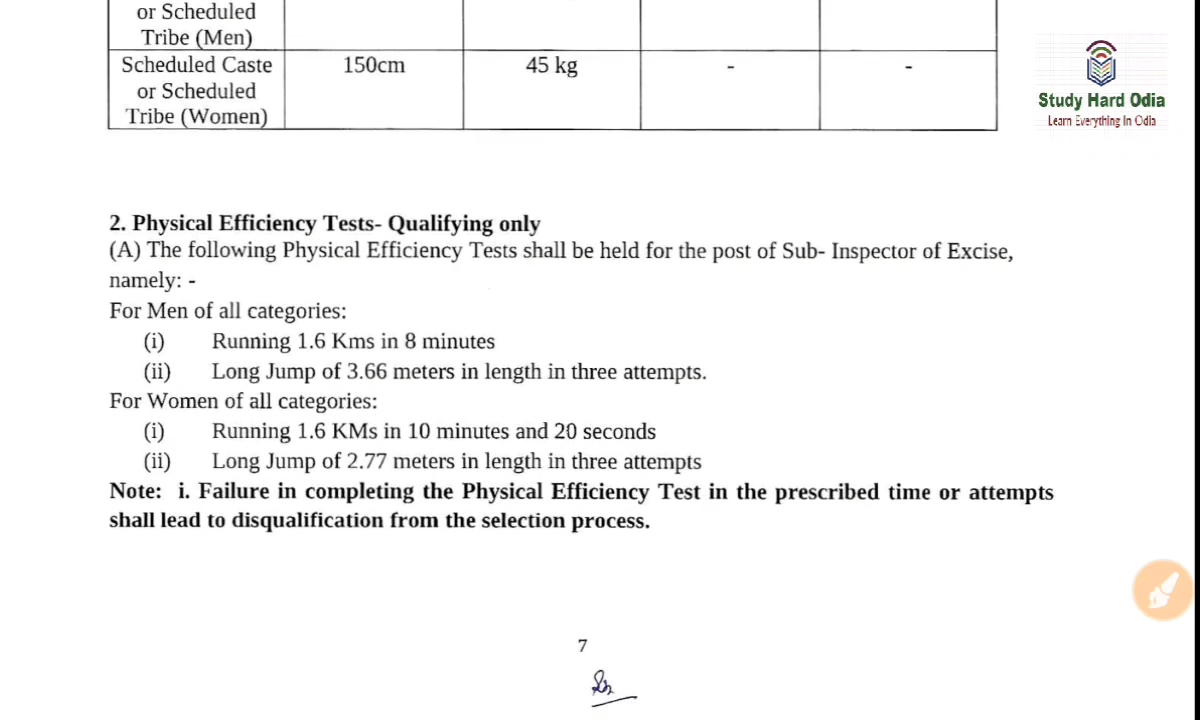 or Scheduled
Tribe (Men)
Scheduled Caste 150cm 45 kg - -
or Scheduled
Tribe (Women)
Study Hard Odia
Learn Everything In Odia
2. Physical Efficiency Tests- Qualifying only
(A) The following Physical Efficiency Tests shall be held for the post of Sub- Inspector of Excise,
namely: -
For Men of all categories:
(i) Running 1.6 Kms in 8 minutes
(ii) Long Jump of 3.66 meters in length in three attempts.
For Women of all categories:
(i) Running 1.6 KMs in 10 minutes and 20 seconds
(ii) Long Jump of 2.77 meters in length in three attempts
Note: i. Failure in completing the Physical Efficiency Test in the prescribed time or attempts
shall lead to disqualification from the selection process.
7